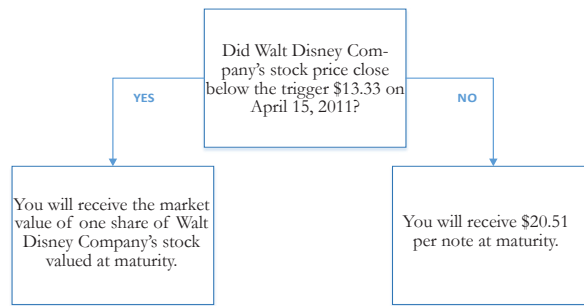 Did Walt Disney Com-
pany's stock price close
below the trigger $13.33 on
April 15, 2011?
YES
NO
You will receive the market
value of one share of Walt
Disney Company's stock
valued at maturity.
You will receive $20.51
per note at maturity.